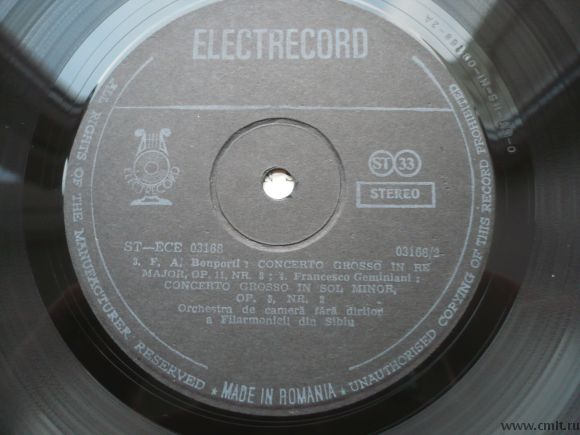 ELECTRECORD
ELECTRECORD
ST 33
STEREO
ST—ECE 03168
03168/2
3. F. A. Bonporti: CONCERTO GROSSO IN RE
MAJOR, OP. 11, NR. 8; 4. Francesco Geminiani:
CONCERTO GROSSO IN SOL MINOR,
OP. 3, NR. 2
Orchestra de cameră fără dirijor
a Filarmonicii din Sibiu
ALL RIGHTS OF THE MANUFACTURER RESERVED ★ MADE IN ROMANIA ★ UNAUTHORISED COPYING OF THIS RECORD PROHIBITED
www.cmlt.ru